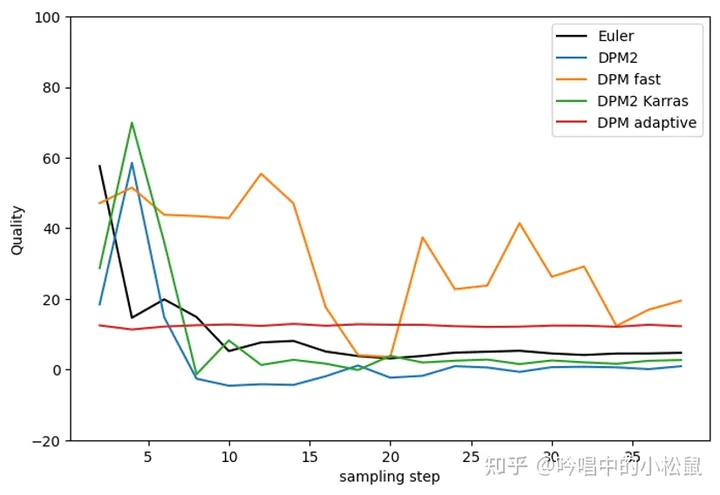 100
80
60
40
20
0
-20
Quality
Euler
DPM2
DPM fast
DPM2 Karras
DPM adaptive
5
10
15
20
25
30
35
sampling step
知乎 @吟唱中的小松鼠